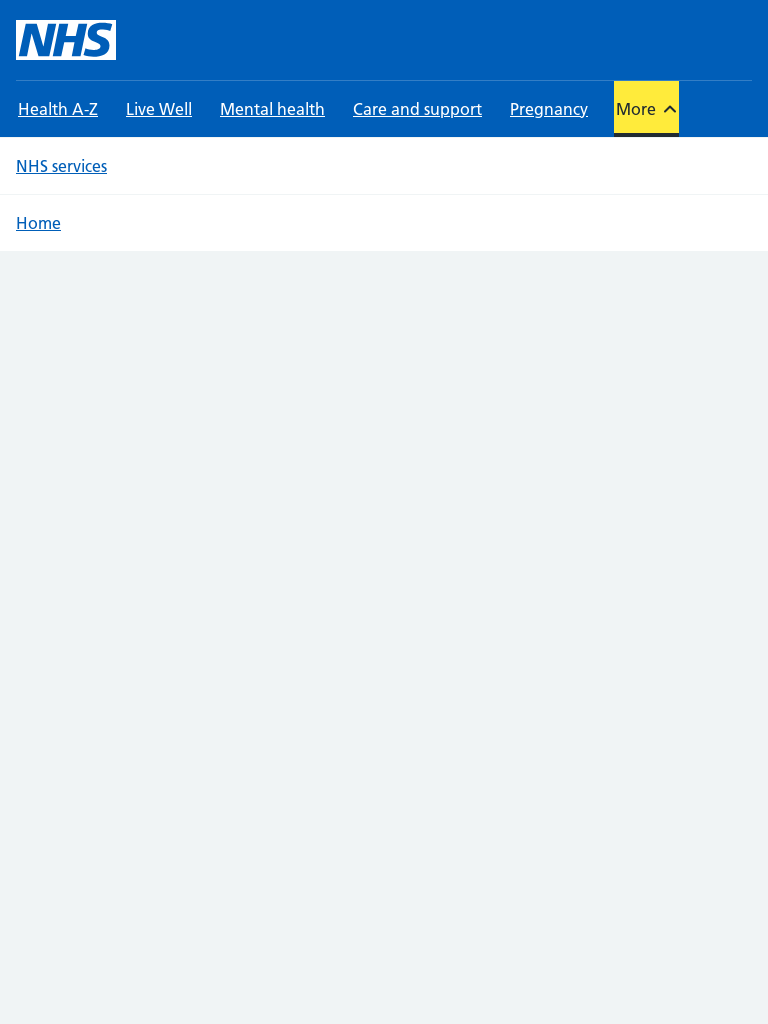 NHS
Health A-Z Live Well Mental health Care and support Pregnancy More
NHS services
Home